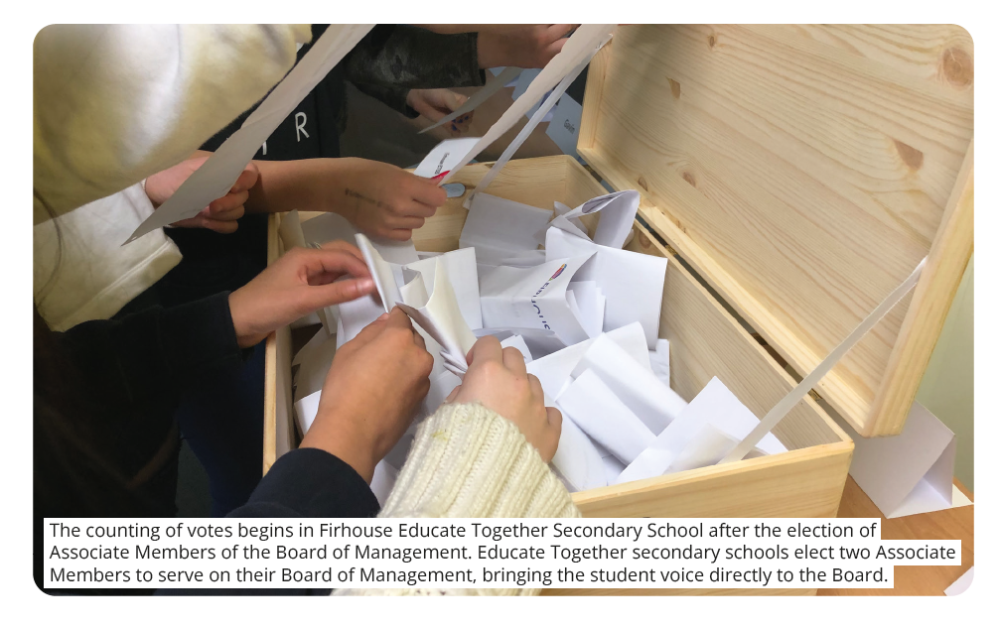 R
FIRHOUSE
The counting of votes begins in Firhouse Educate Together Secondary School after the election of
Associate Members of the Board of Management. Educate Together secondary schools elect two Associate
Members to serve on their Board of Management, bringing the student voice directly to the Board.